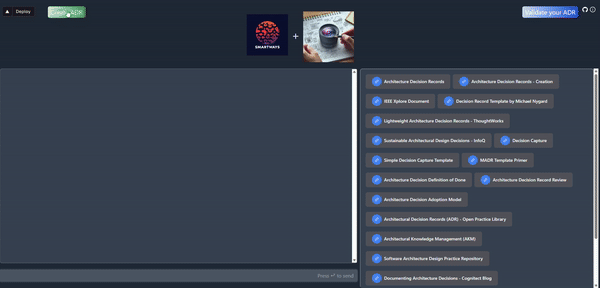 Deploy
ADR
Validate your ADR
SMARTWAYS
+
Architecture Decision Records
Architecture Decision Records - Creation
IEEE Xplore Document
Decision Record Template by Michael Nygard
Lightweight Architecture Decision Records - ThoughtWorks
Sustainable Architectural Design Decisions - InfoQ
Decision Capture
Simple Decision Capture Template
MADR Template Primer
Architecture Decision Definition of Done
Architecture Decision Record Review
Architecture Decision Adoption Model
Architectural Decision Records (ADR) - Open Practice Library
Architectural Knowledge Management (AKM)
Software Architecture Design Practice Repository
Documenting Architecture Decisions - Cognitect Blog
Press ↵ to send